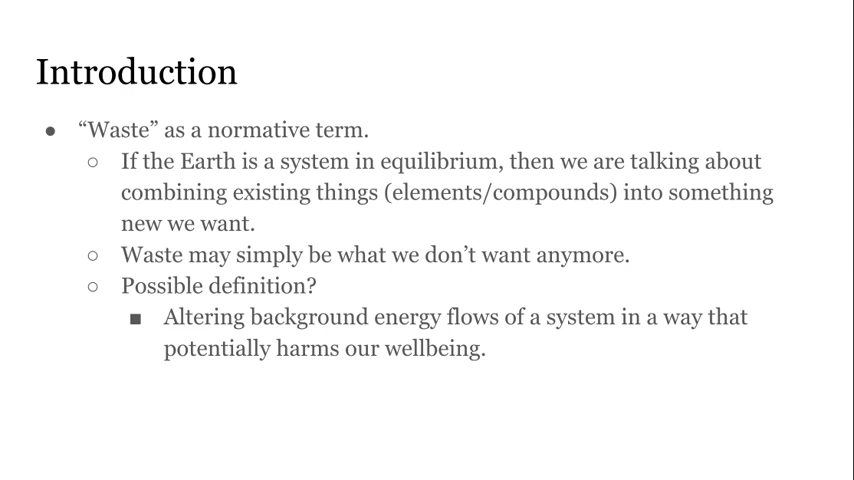 Introduction
● “Waste” as a normative term.
○ If the Earth is a system in equilibrium, then we are talking about
combining existing things (elements/compounds) into something
new we want.
○ Waste may simply be what we don’t want anymore.
○ Possible definition?
■ Altering background energy flows of a system in a way that
potentially harms our wellbeing.